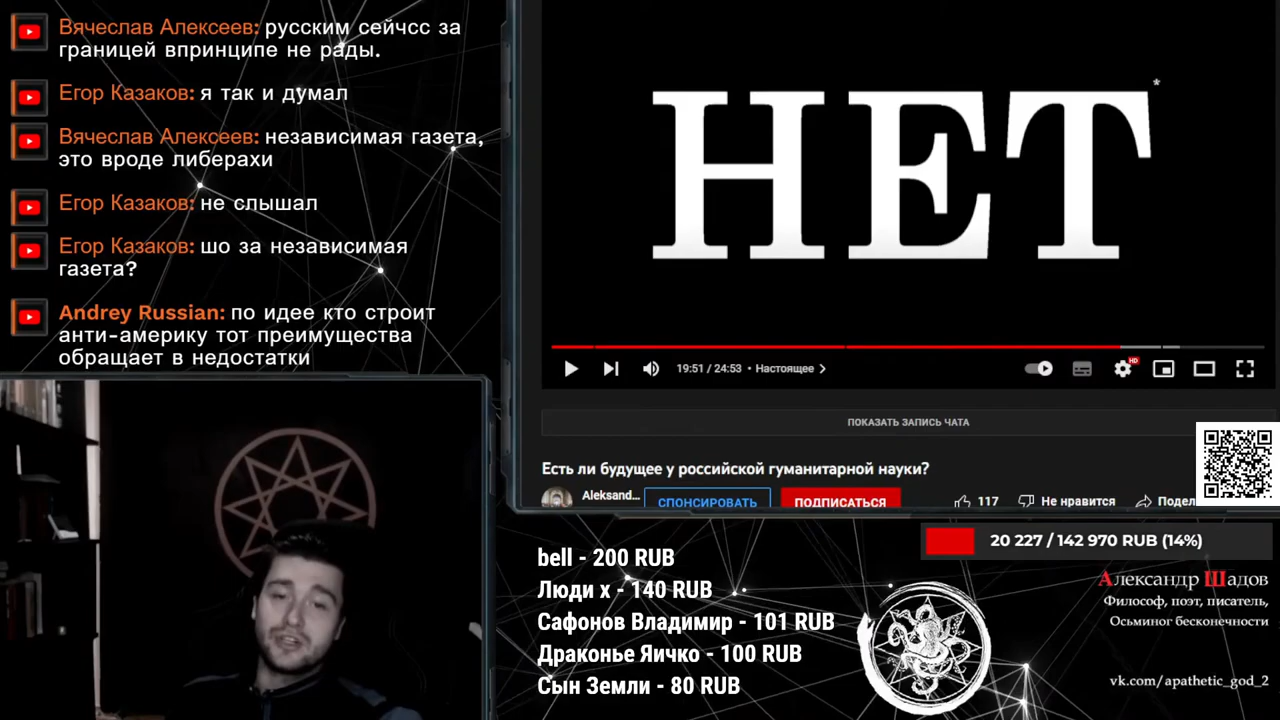 Вячеслав Алексеев: русским сейчсс за
границей впринципе не рады.
Егор Казаков: я так и думал
Вячеслав Алексеев: независимая газета,
это вроде либерахи
Егор Казаков: не слышал
Егор Казаков: шо за независимая
газета?
Andrey Russian: по идее кто строит
анти-америку тот преимущества
обращает в недостатки
НЕТ*
19:51 / 24:53 • Настоящее
HD
ПОКАЗАТЬ ЗАПИСЬ ЧАТА
Есть ли будущее у российской гуманитарной науки?
Aleksand...
СПОНСИРОВАТЬ
ПОДПИСАТЬСЯ
117
Не нравится
Подел
20 227 / 142 970 RUB (14%)
bell - 200 RUB
Люди х - 140 RUB
Сафонов Владимир - 101 RUB
Драконье Яичко - 100 RUB
Сын Земли - 80 RUB
Александр Шадов
Философ, поэт, писатель,
Осьминог бесконечности
vk.com/apathetic_god_2